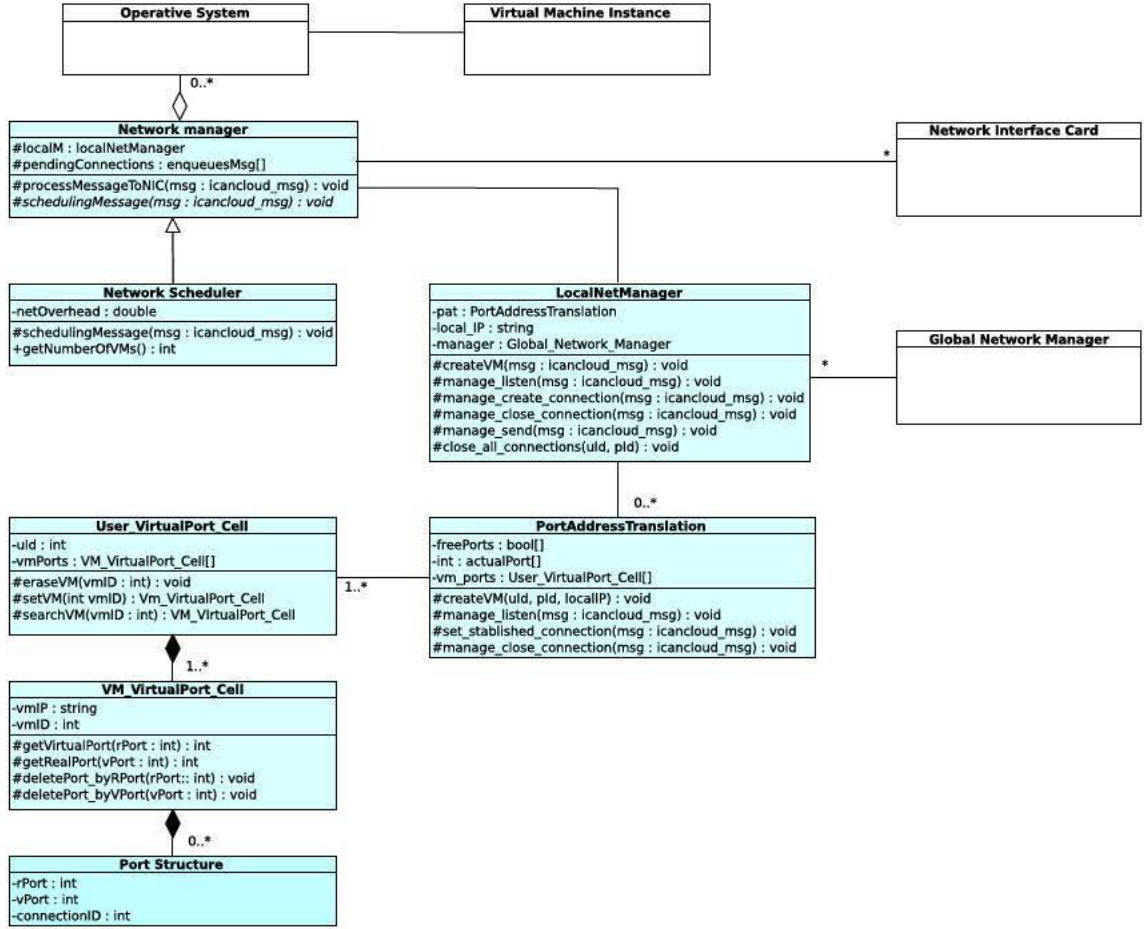 Operative System
Virtual Machine Instance
0..*
Network manager
#localM : localNetManager
#pendingConnections : enqueuesMsg[]
#processMessageToNIC(msg : icancloud_msg) : void
#schedulingMessage(msg : icancloud_msg) : void
Network Interface Card
*
Network Scheduler
-netOverhead : double
#schedulingMessage(msg : icancloud_msg) : void
+getNumberOfVMs() : int
LocalNetManager
-pat : PortAddressTranslation
-local_IP : string
-manager : Global_Network_Manager
#createVM(msg : icancloud_msg) : void
#manage_listen(msg : icancloud_msg) : void
#manage_create_connection(msg : icancloud_msg) : void
#manage_close_connection(msg : icancloud_msg) : void
#manage_send(msg : icancloud_msg) : void
#close_all_connections(uId, pId) : void
Global Network Manager
*
0..*
User_VirtualPort_Cell
-uId : int
-vmPorts : VM_VirtualPort_Cell[]
#eraseVM(vmID : int) : void
#setVM(int vmID) : Vm_VirtualPort_Cell
#searchVM(vmID : int) : VM_VIrtualPort_Cell
1..*
PortAddressTranslation
-freePorts : bool[]
-int : actualPort[]
-vm_ports : User_VirtualPort_Cell[]
#createVM(uId, pId, localIP) : void
#manage_listen(msg : icancloud_msg) : void
#set_stablished_connection(msg : icancloud_msg) : void
#manage_close_connection(msg : icancloud_msg) : void
1..*
VM_VirtualPort_Cell
-vmIP : string
-vmID : int
#getVirtualPort(rPort : int) : int
#getRealPort(vPort : int) : int
#deletePort_byRPort(rPort:: int) : void
#deletePort_byVPort(vPort : int) : void
0..*
Port Structure
-rPort : int
-vPort : int
-connectionID : int